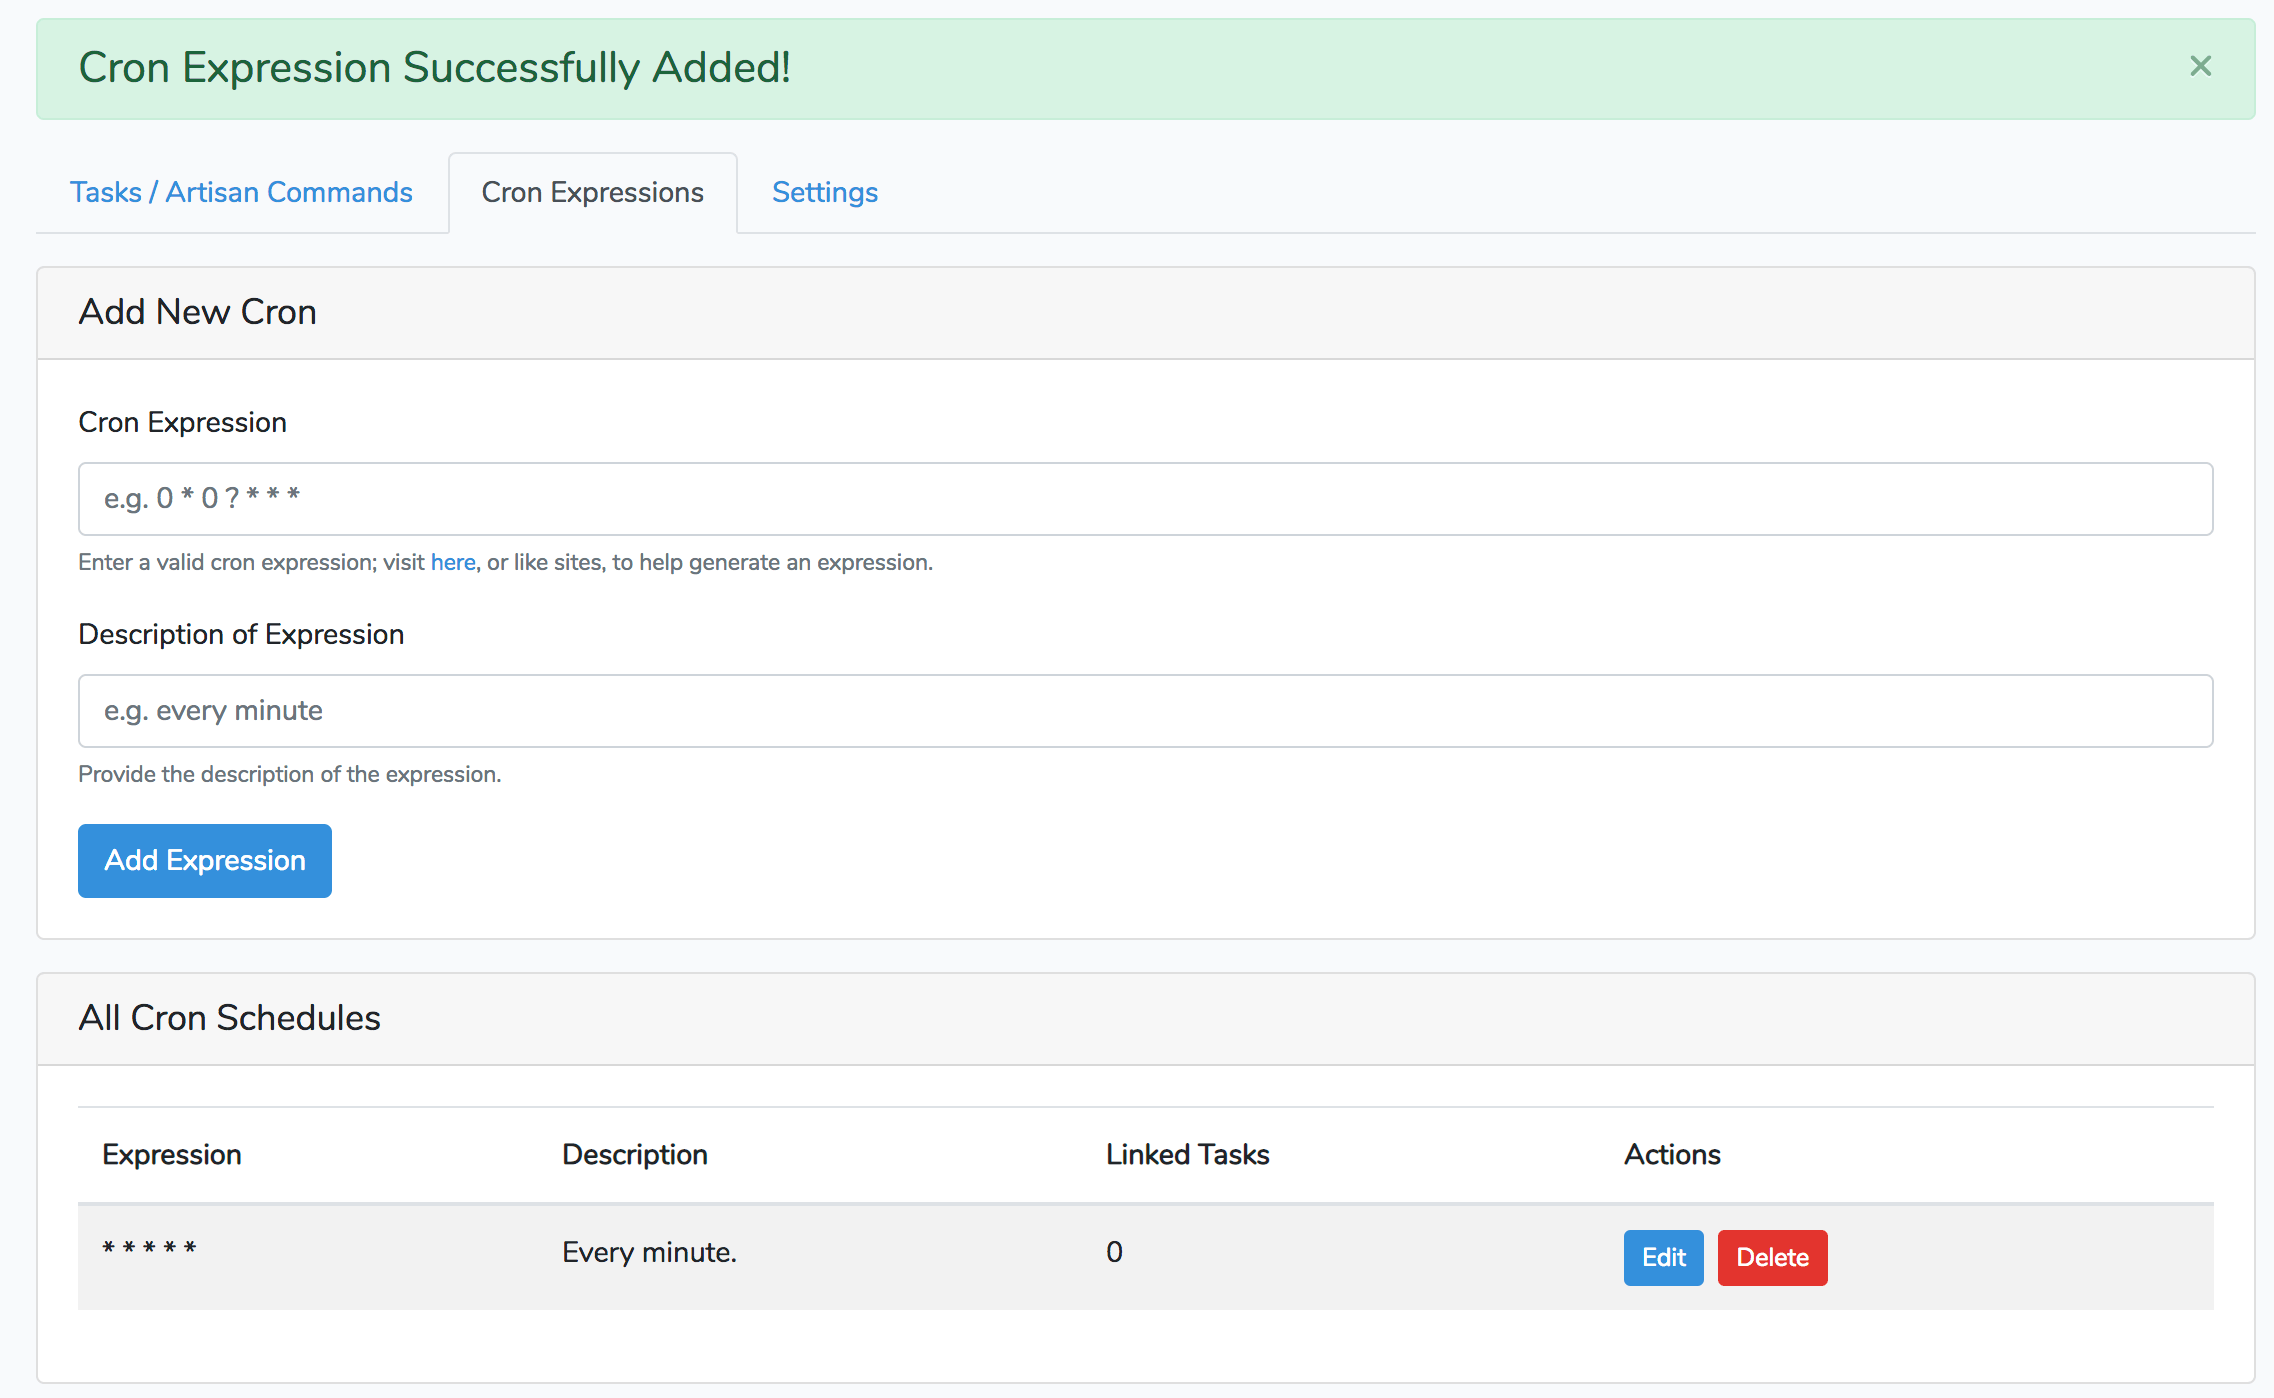 Cron Expression Successfully Added!
×
Tasks / Artisan Commands Cron Expressions Settings
Add New Cron
Cron Expression
e.g. 0 * 0 ? * * *
Enter a valid cron expression; visit here, or like sites, to help generate an expression.
Description of Expression
e.g. every minute
Provide the description of the expression.
Add Expression
All Cron Schedules
Expression Description Linked Tasks Actions
* * * * * Every minute. 0 Edit Delete